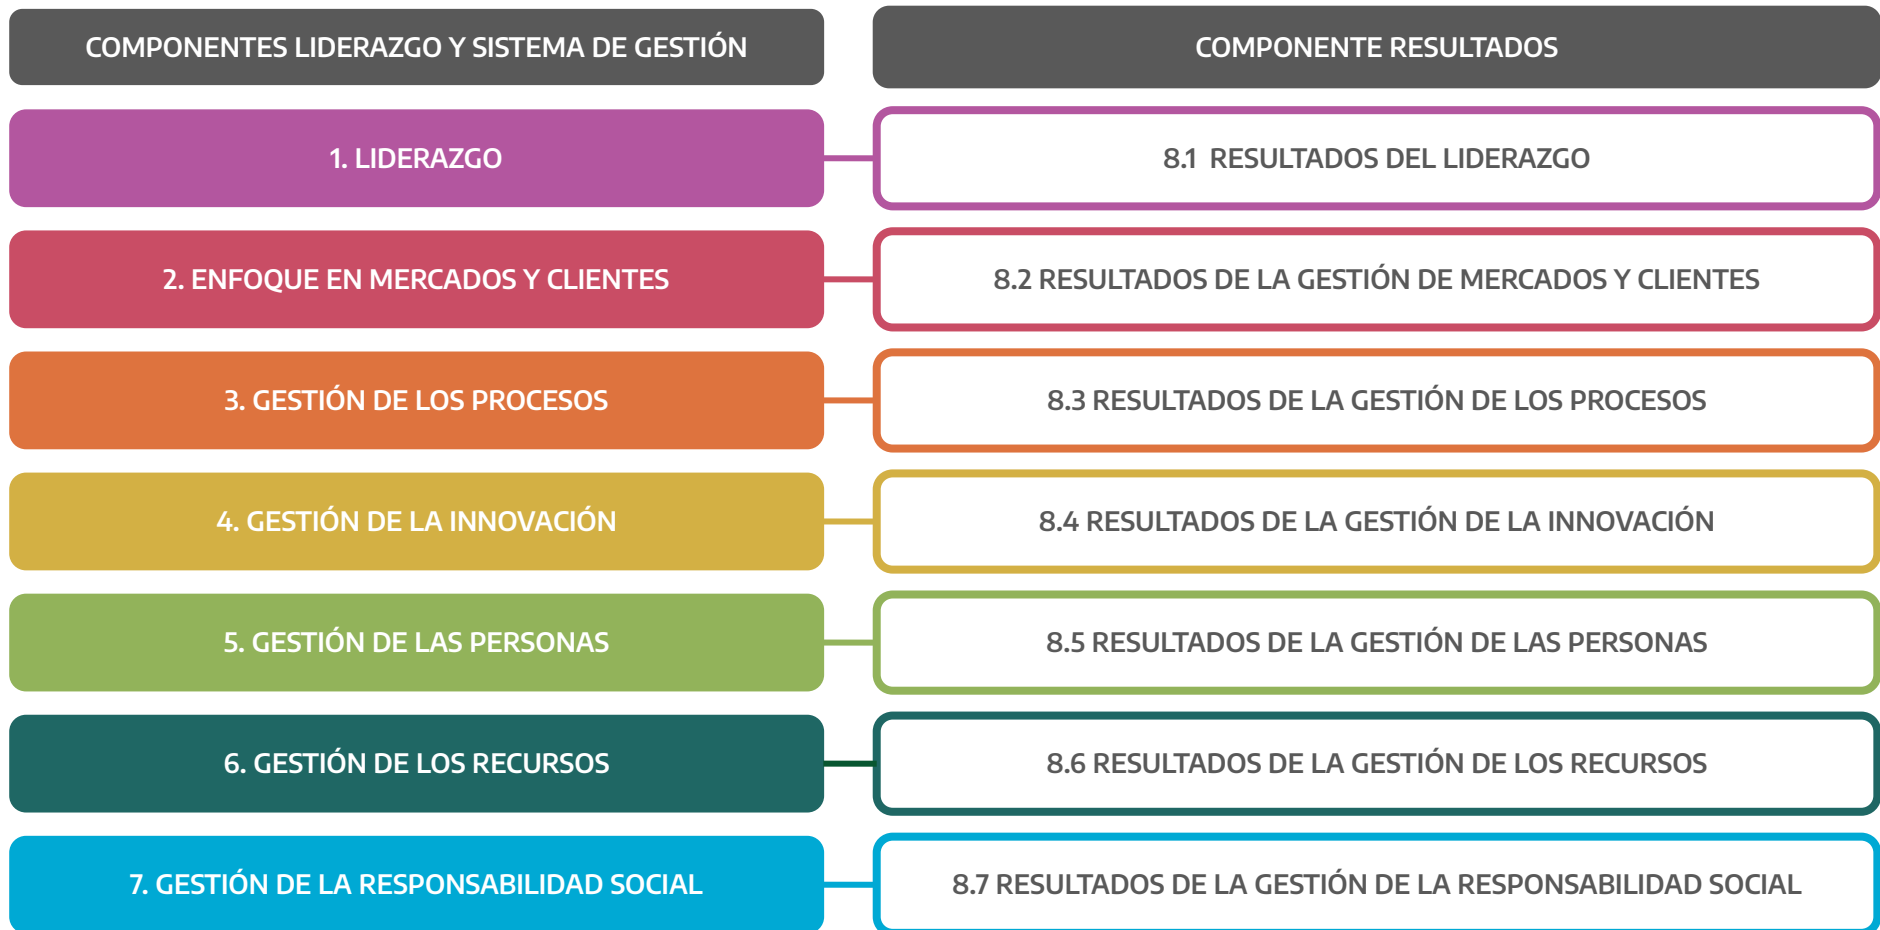 COMPONENTES LIDERAZGO Y SISTEMA DE GESTIÓN
COMPONENTE RESULTADOS
1. LIDERAZGO
8.1 RESULTADOS DEL LIDERAZGO
2. ENFOQUE EN MERCADOS Y CLIENTES
8.2 RESULTADOS DE LA GESTIÓN DE MERCADOS Y CLIENTES
3. GESTIÓN DE LOS PROCESOS
8.3 RESULTADOS DE LA GESTIÓN DE LOS PROCESOS
4. GESTIÓN DE LA INNOVACIÓN
8.4 RESULTADOS DE LA GESTIÓN DE LA INNOVACIÓN
5. GESTIÓN DE LAS PERSONAS
8.5 RESULTADOS DE LA GESTIÓN DE LAS PERSONAS
6. GESTIÓN DE LOS RECURSOS
8.6 RESULTADOS DE LA GESTIÓN DE LOS RECURSOS
7. GESTIÓN DE LA RESPONSABILIDAD SOCIAL
8.7 RESULTADOS DE LA GESTIÓN DE LA RESPONSABILIDAD SOCIAL